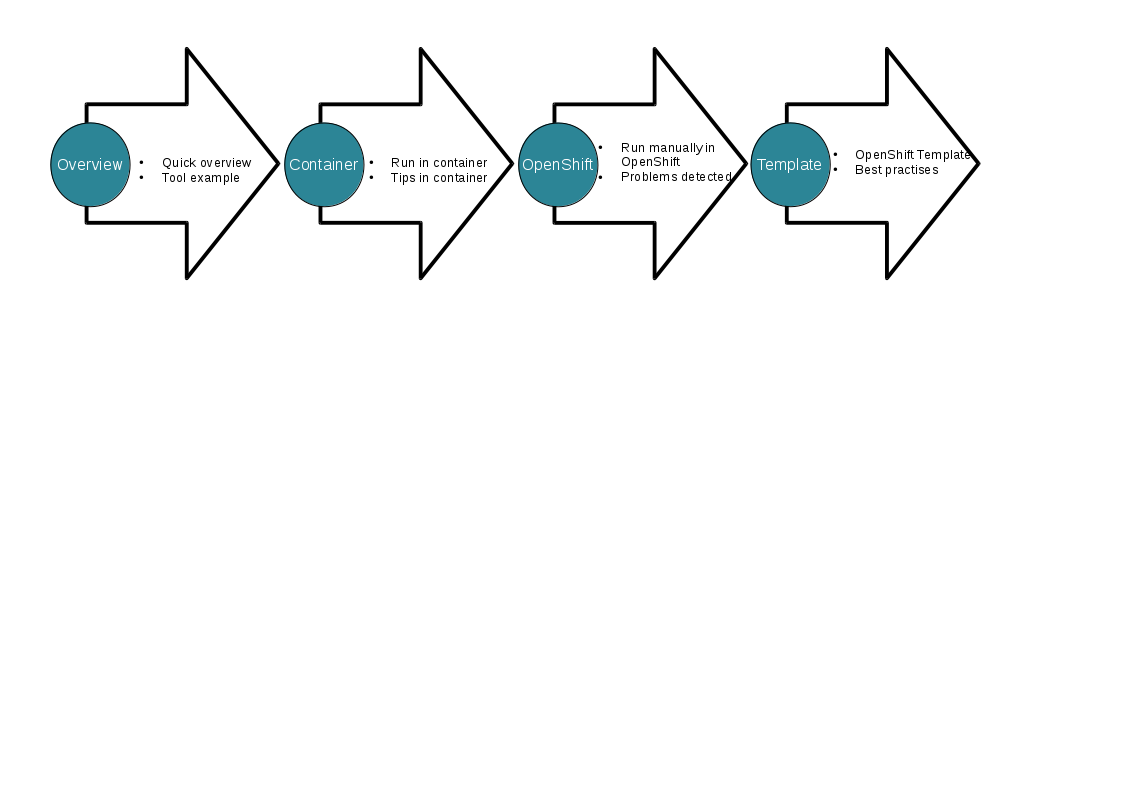 Overview
• Quick overview
• Tool example
Container
• Run in container
• Tips in container
OpenShift
• Run manually in
OpenShift
• Problems detected
Template
• OpenShift Template
• Best practises